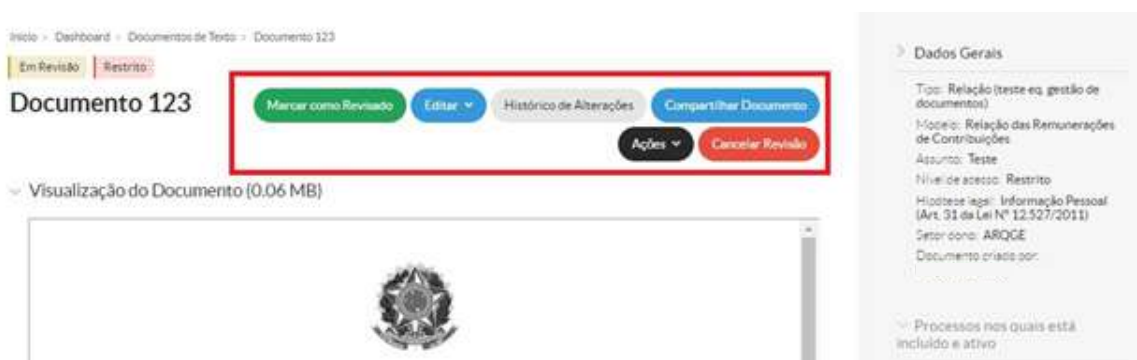 Início > Dashboard > Documentos de Texto > Documento 123
Em Revisão Restrito
Documento 123
Marcar como Revisado Editar Histórico de Alterações Compartilhar Documento
Ações Cancelar Revisão
Visualização do Documento (0.06 MB)
Dados Gerais
Tipo: Relação (teste eq. gestão de
documentos)
Modelo: Relação das Remunerações
de Contribuições
Assunto: Teste
Nível de acesso: Restrito
Hipótese legal: Informação Pessoal
(Art. 31 da Lei Nº 12.527/2011)
Setor dono: ARQGE
Documento criado por:
Processos nos quais está
incluído e ativo